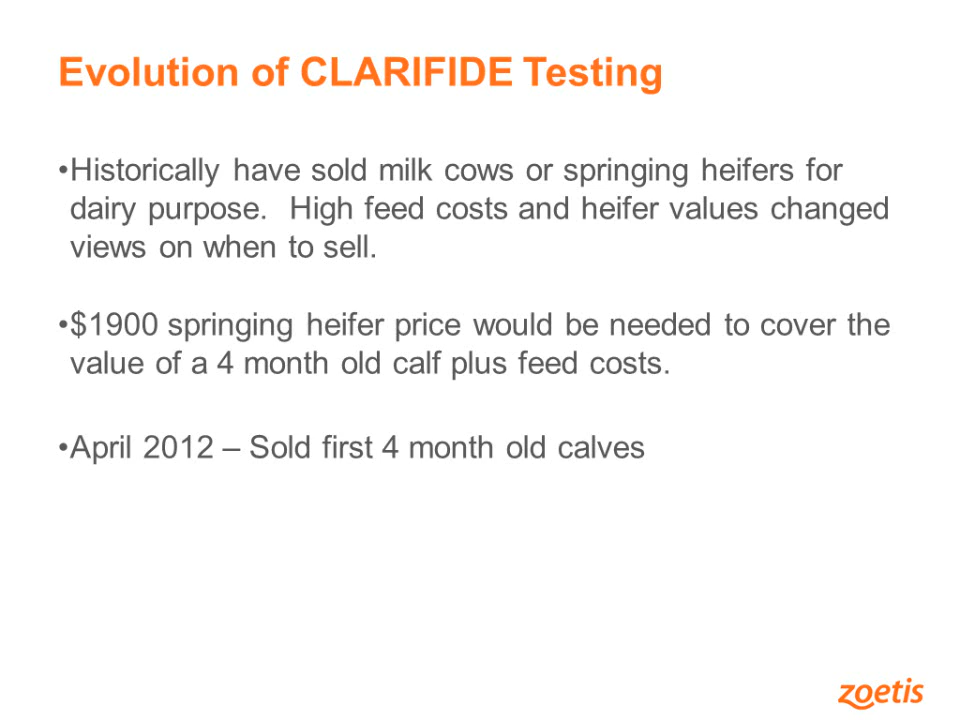 Evolution of CLARIFIDE Testing
•Historically have sold milk cows or springing heifers for
dairy purpose.  High feed costs and heifer values changed
views on when to sell.
•$1900 springing heifer price would be needed to cover the
value of a 4 month old calf plus feed costs.
•April 2012 – Sold first 4 month old calves
zoetis